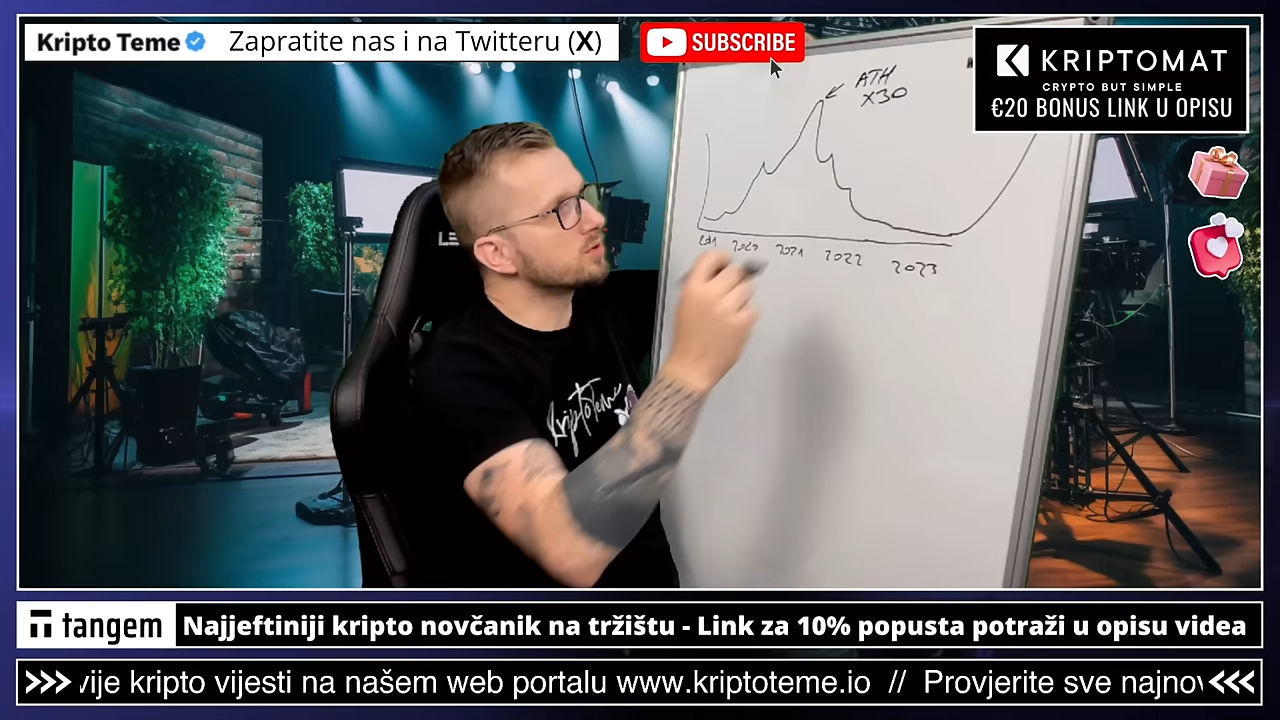 Kripto Teme
Zapratite nas i na Twitteru (X)
SUBSCRIBE
KRIPTOMAT
CRYPTO BUT SIMPLE
€20 BONUS LINK U OPISU
ATH
X30
2020
2021
2022
2023
LE
KriptoTeme
tangem
Najjeftiniji kripto novčanik na tržištu - Link za 10% popusta potraži u opisu videa
vije kripto vijesti na našem web portalu www.kriptoteme.io // Provjerite sve najnov